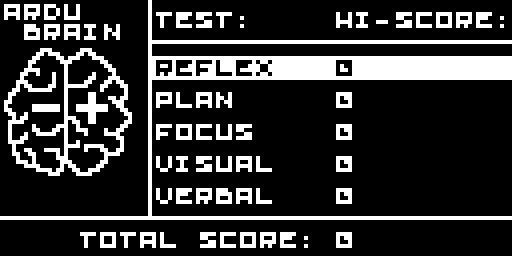 ARDU
BRAIN
TEST: HI-SCORE:
REFLEX 0
PLAN 0
FOCUS 0
VISUAL 0
VERBAL 0
TOTAL SCORE: 0